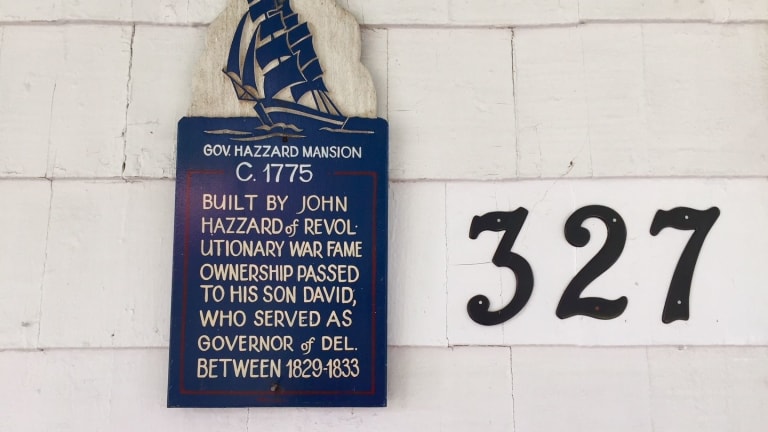 GOV. HAZZARD MANSION
C. 1775
BUILT BY JOHN
HAZZARD of REVOL-
UTIONARY WAR FAME
OWNERSHIP PASSED
TO HIS SON DAVID,
WHO SERVED AS
GOVERNOR of DEL.
BETWEEN 1829-1833
327